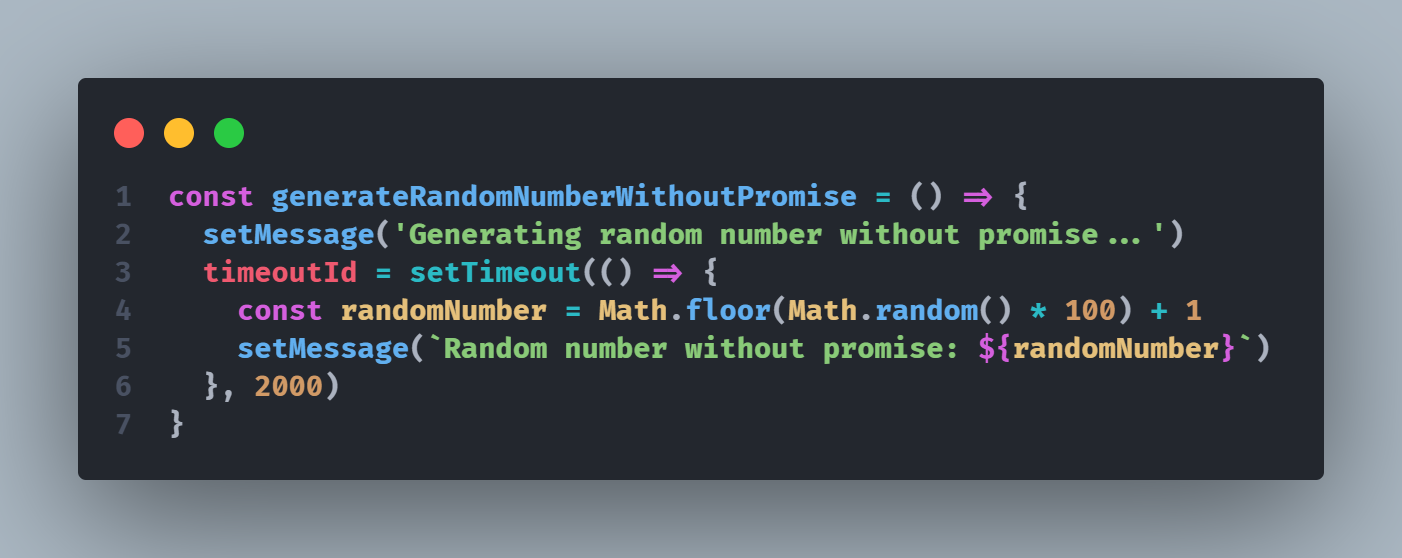 1 const generateRandomNumberWithoutPromise = () => {
2   setMessage('Generating random number without promise...')
3   timeoutId = setTimeout(() => {
4     const randomNumber = Math.floor(Math.random() * 100) + 1
5     setMessage(`Random number without promise: ${randomNumber}`)
6   }, 2000)
7 }